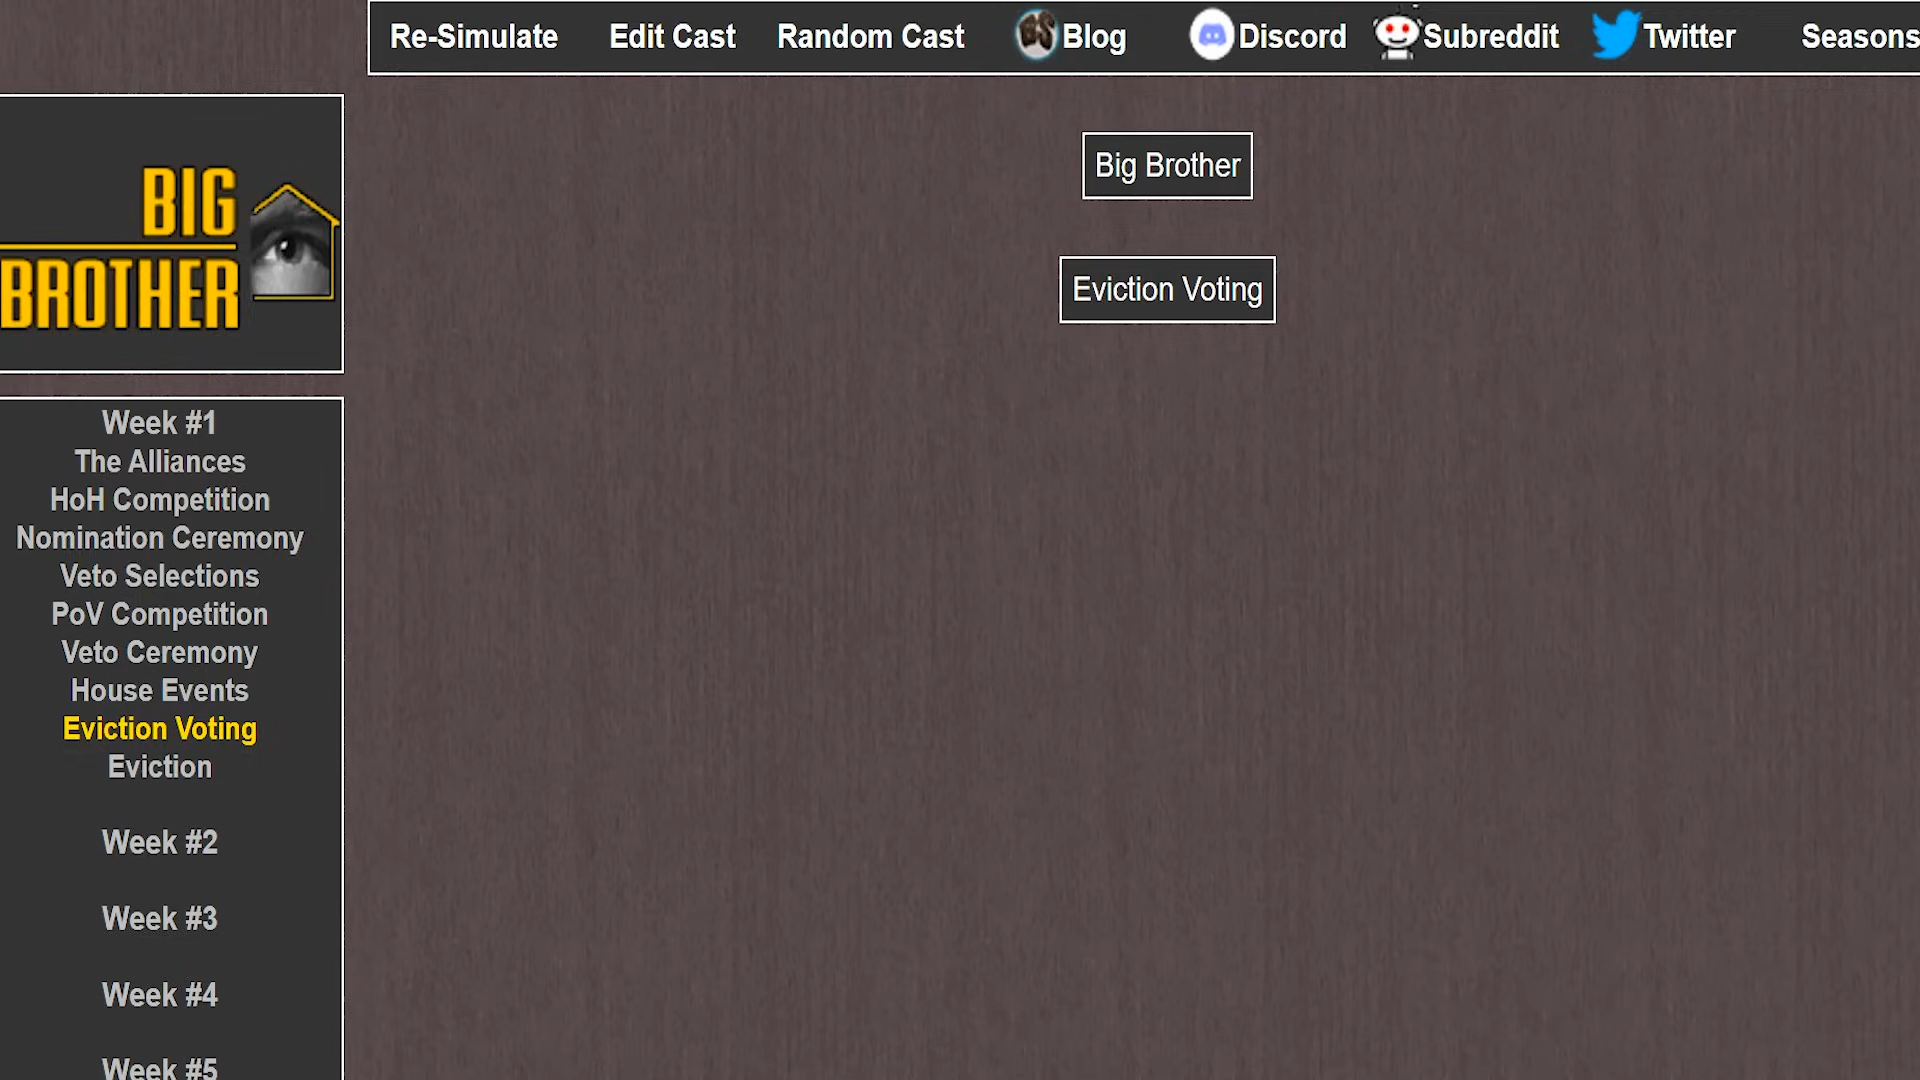 Re-Simulate Edit Cast Random Cast Blog Discord Subreddit Twitter Seasons
BIG
BROTHER
Big Brother
Eviction Voting
Week #1
The Alliances
HoH Competition
Nomination Ceremony
Veto Selections
PoV Competition
Veto Ceremony
House Events
Eviction Voting
Eviction
Week #2
Week #3
Week #4
Week #5